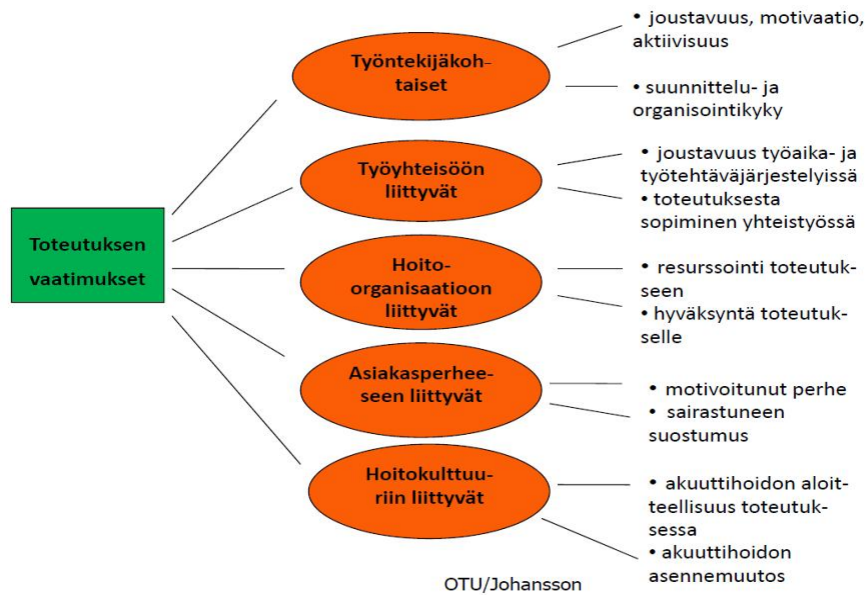 Toteutuksen
vaatimukset
Työntekijäkoh-
taiset
• joustavuus, motivaatio,
aktiivisuus
• suunnittelu- ja
organisointikyky
Työyhteisöön
liittyvät
• joustavuus työaika- ja
työtehtäväjärjestelyissä
• toteutuksesta
sopiminen yhteistyössä
Hoito-
organisaatioon
liittyvät
• resurssointi toteutuk-
seen
• hyväksyntä toteutuk-
selle
Asiakasperhee-
seen liittyvät
• motivoitunut perhe
• sairastuneen
suostumus
Hoitokulttuu-
riin liittyvät
• akuuttihoidon aloit-
teellisuus toteutuk-
sessa
• akuuttihoidon
asennemuutos
OTU/Johansson